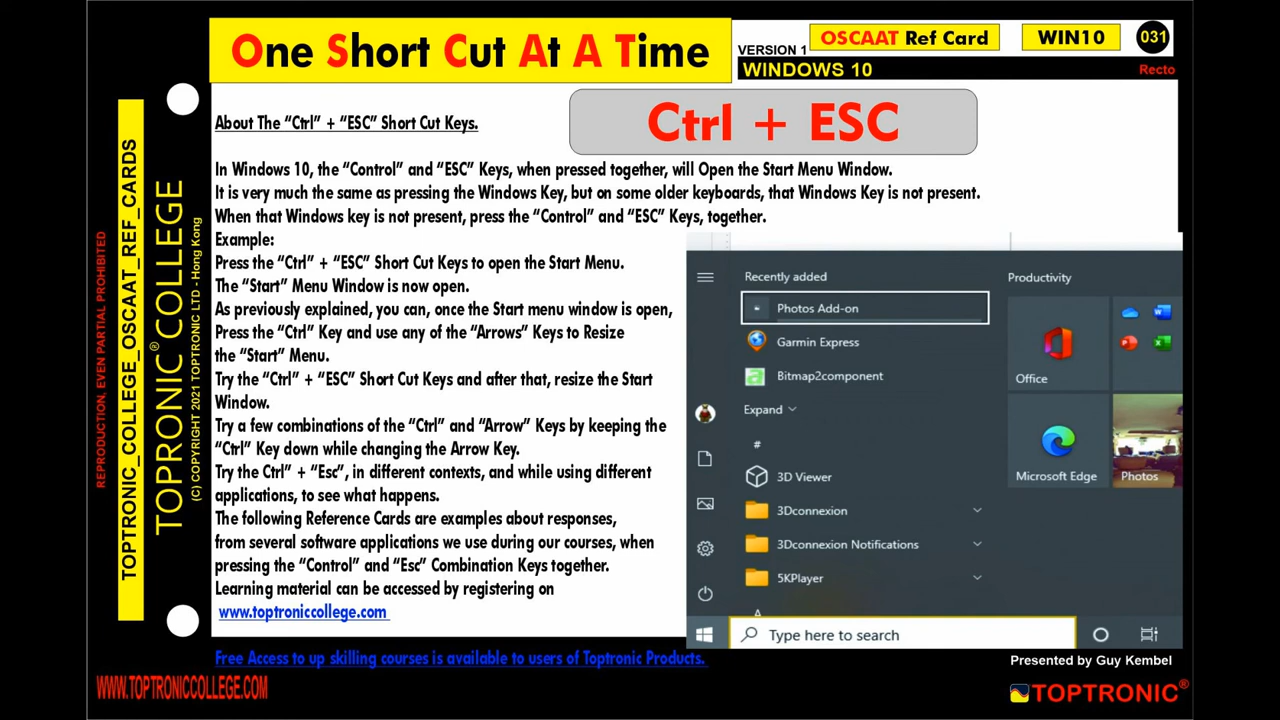 One Short Cut At A Time
VERSION 1
OSCAAT Ref Card
WIN10
031
WINDOWS 10
Recto
About The “Ctrl” + “ESC” Short Cut Keys.
Ctrl + ESC
In Windows 10, the “Control” and “ESC” Keys, when pressed together, will Open the Start Menu Window.
It is very much the same as pressing the Windows Key, but on some older keyboards, that Windows Key is not present.
When that Windows key is not present, press the “Control” and “ESC” Keys, together.
Example:
Press the “Ctrl” + “ESC” Short Cut Keys to open the Start Menu.
The “Start” Menu Window is now open.
As previously explained, you can, once the Start menu window is open,
Press the “Ctrl” Key and use any of the “Arrows” Keys to Resize
the “Start” Menu.
Try the “Ctrl” + “ESC” Short Cut Keys and after that, resize the Start
Window.
Try a few combinations of the “Ctrl” and “Arrow” Keys by keeping the
“Ctrl” Key down while changing the Arrow Key.
Try the Ctrl” + “Esc”, in different contexts, and while using different
applications, to see what happens.
The following Reference Cards are examples about responses,
from several software applications we use during our courses, when
pressing the “Control” and “Esc” Combination Keys together.
Learning material can be accessed by registering on
www.toptroniccollege.com
Free Access to up skilling courses is available to users of Toptronic Products.
Recently added
Photos Add-on
Garmin Express
Bitmap2component
Expand
#
3D Viewer
3Dconnexion
3Dconnexion Notifications
5KPlayer
A
Productivity
Office
Microsoft Edge
Photos
Type here to search
Presented by Guy Kembel
WWW.TOPTRONICCOLLEGE.COM
TOPTRONIC®
REPRODUCTION, EVEN PARTIAL PROHIBITED
TOPTRONIC_COLLEGE_OSCAAT_REF_CARDS
TOPRONIC® COLLEGE
(C) COPYRIGHT 2021 TOPTRONIC LTD - Hong Kong